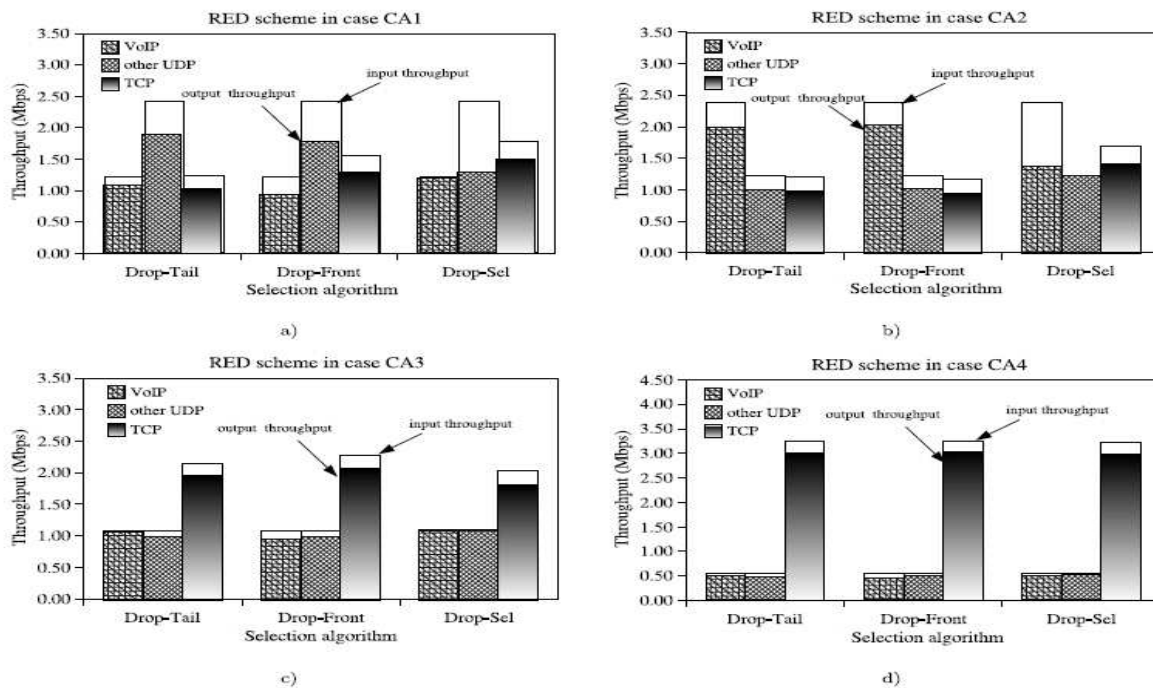 RED scheme in case CA1
3.50
3.00
2.50
2.00
1.50
1.00
0.50
0.00
Throughput (Mbps)
VoIP
other UDP
TCP
output throughput
input throughput
Drop-Tail
Drop-Front
Drop-Sel
Selection algorithm
a)
RED scheme in case CA2
3.50
3.00
2.50
2.00
1.50
1.00
0.50
0.00
Throughput (Mbps)
VoIP
other UDP
TCP
output throughput
input throughput
Drop-Tail
Drop-Front
Drop-Sel
Selection algorithm
b)
RED scheme in case CA3
3.50
3.00
2.50
2.00
1.50
1.00
0.50
0.00
Throughput (Mbps)
VoIP
other UDP
TCP
output throughput
input throughput
Drop-Tail
Drop-Front
Drop-Sel
Selection algorithm
c)
RED scheme in case CA4
4.50
4.00
3.50
3.00
2.50
2.00
1.50
1.00
0.50
0.00
Throughput (Mbps)
VoIP
other UDP
TCP
output throughput
input throughput
Drop-Tail
Drop-Front
Drop-Sel
Selection algorithm
d)